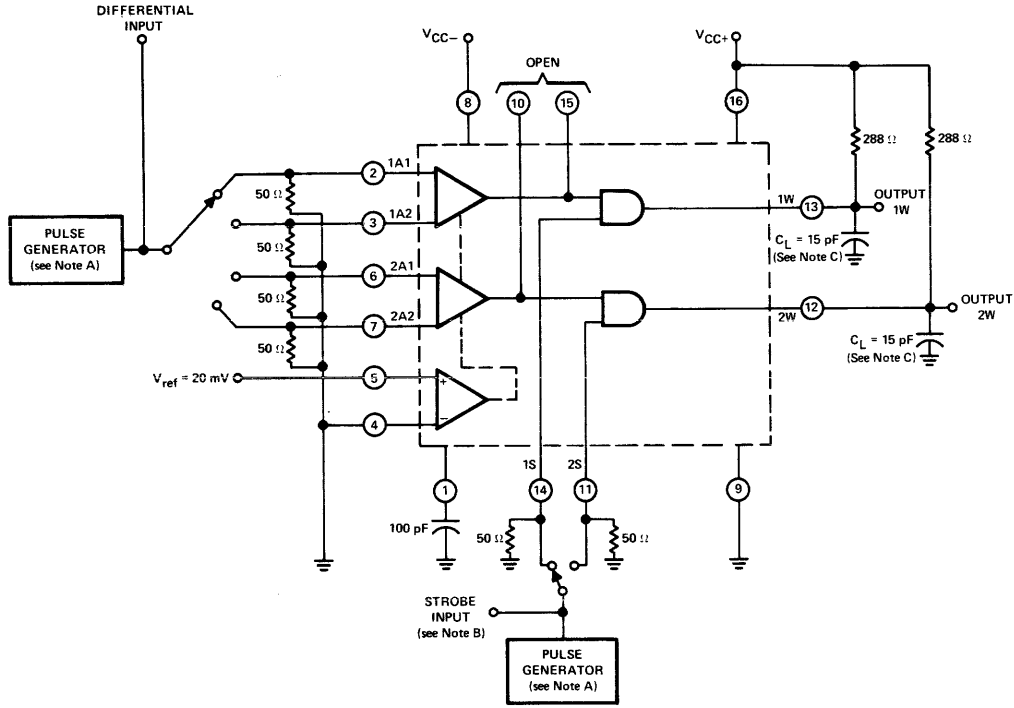 DIFFERENTIAL
INPUT
VCC−
VCC+
OPEN
8
10
15
16
288 Ω
288 Ω
2
1A1
50 Ω
3
1A2
1W
13
OUTPUT
1W
PULSE
GENERATOR
(see Note A)
50 Ω
CL = 15 pF
(See Note C)
6
2A1
50 Ω
7
2A2
2W
12
OUTPUT
2W
50 Ω
CL = 15 pF
(See Note C)
Vref = 20 mV
5
+
4
−
1S
2S
1
14
11
9
100 pF
50 Ω
50 Ω
STROBE
INPUT
(see Note B)
PULSE
GENERATOR
(see Note A)